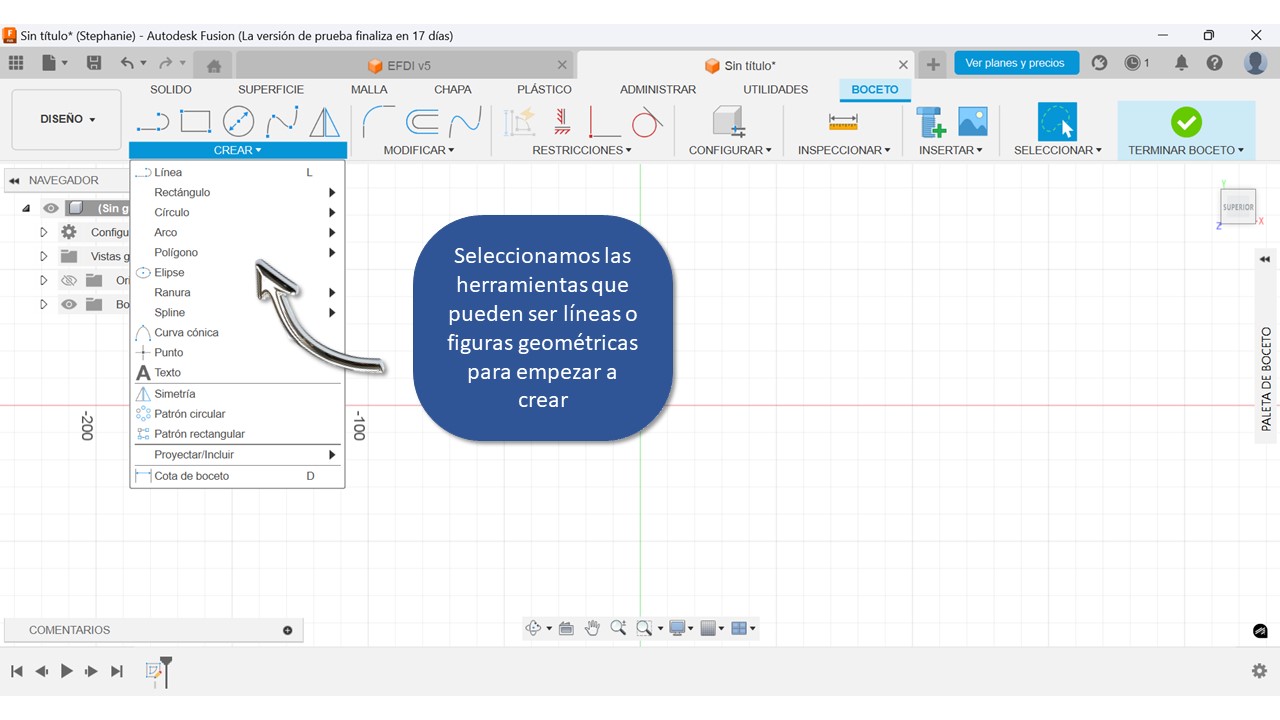 Sin título* (Stephanie) - Autodesk Fusion (La versión de prueba finaliza en 17 días)
EFDI v5
Sin título*
Ver planes y precios
1
SOLIDO SUPERFICIE MALLA CHAPA PLÁSTICO ADMINISTRAR UTILIDADES BOCETO
DISEÑO
CREAR MODIFICAR RESTRICCIONES CONFIGURAR INSPECCIONAR INSERTAR SELECCIONAR TERMINAR BOCETO
NAVEGADOR
(Sin g
Configu
Vistas g
Ori
Bo
Línea L
Rectángulo
Círculo
Arco
Polígono
Elipse
Ranura
Spline
Curva cónica
Punto
Texto
Simetría
Patrón circular
Patrón rectangular
Proyectar/Incluir
Cota de boceto D
Seleccionamos las
herramientas que
pueden ser líneas o
figuras geométricas
para empezar a
crear
-200
-100
Y
SUPERIOR
Z
X
PALETA DE BOCETO
COMENTARIOS